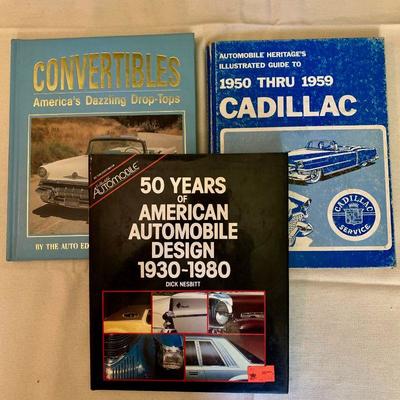 CONVERTIBLES
America's Dazzling Drop-Tops
BY THE AUTO
AUTOMOBILE HERITAGE'S
ILLUSTRATED GUIDE TO
1950 THRU 1959
CADILLAC
CADILLAC
SERVICE
AUTOMOBILE
50 YEARS
OF
AMERICAN
AUTOMOBILE
DESIGN
1930-1980
DICK NESBITT